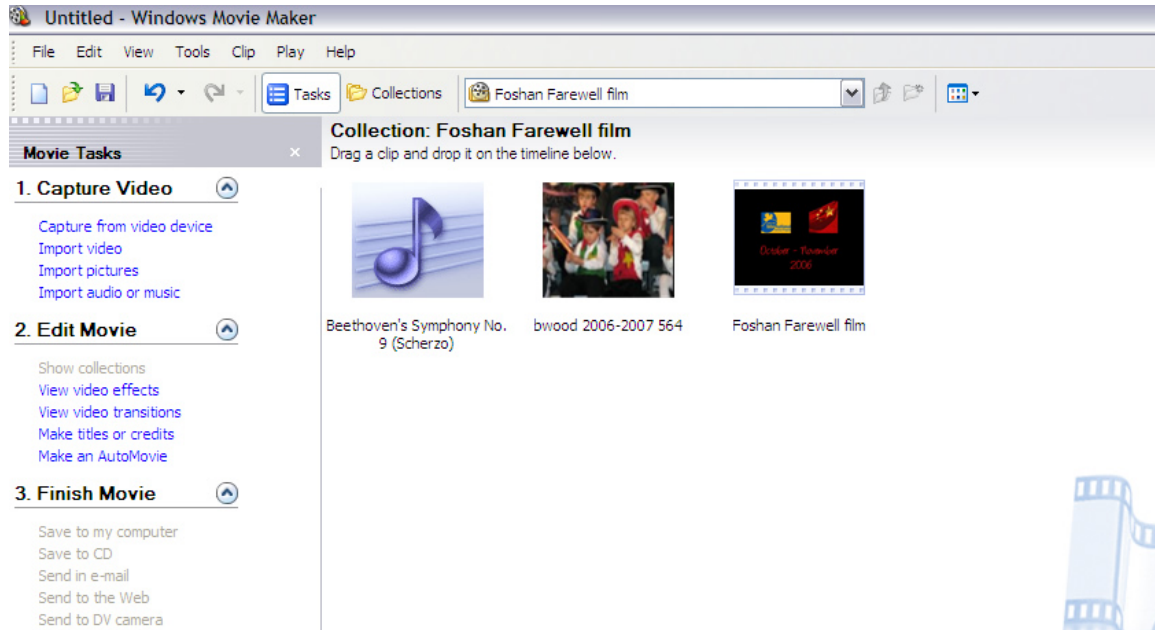 Untitled - Windows Movie Maker
File Edit View Tools Clip Play Help
Tasks Collections Foshan Farewell film
Movie Tasks
Collection: Foshan Farewell film
Drag a clip and drop it on the timeline below.
1. Capture Video
Capture from video device
Import video
Import pictures
Import audio or music
2. Edit Movie
Show collections
View video effects
View video transitions
Make titles or credits
Make an AutoMovie
3. Finish Movie
Save to my computer
Save to CD
Send in e-mail
Send to the Web
Send to DV camera
Beethoven's Symphony No.
9 (Scherzo)
bwood 2006-2007 564
October - November
2006
Foshan Farewell film